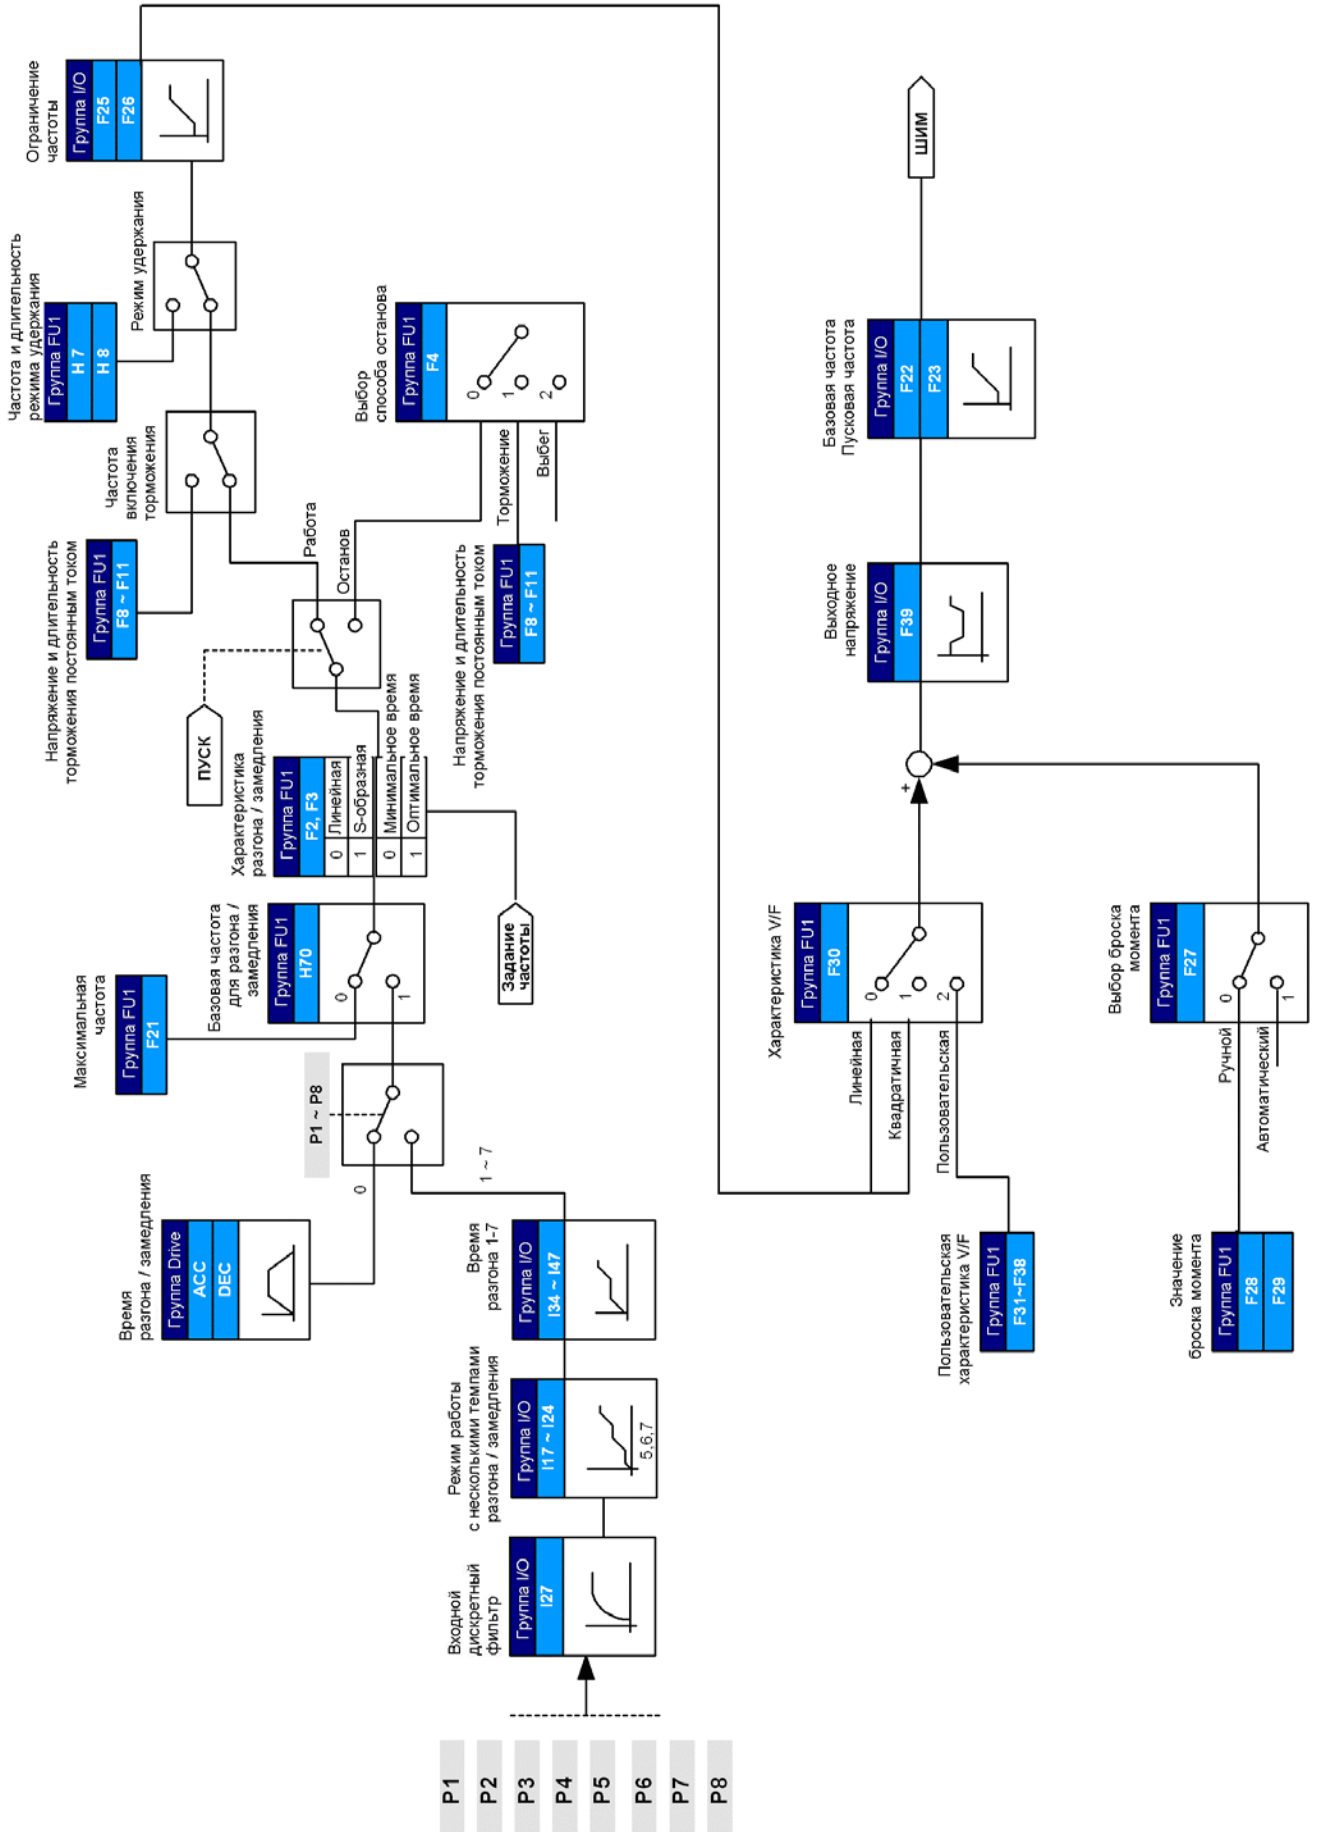 P1
P2
P3
P4
P5
P6
P7
P8
Входной
дискретный
фильтр
Группа I/O
I27
Режим работы
с несколькими темпами
разгона / замедления
Группа I/O
I17 ~ I24
5,6,7
Время
разгона 1-7
Группа I/O
I34 ~ I47
1 ~ 7
Время
разгона / замедления
Группа Drive
ACC
DEC
0
P1 ~ P8
Максимальная
частота
Группа FU1
F21
Базовая частота
для разгона /
замедления
Группа FU1
H70
0
1
Характеристика
разгона / замедления
Группа FU1
F2, F3
0 Линейная
1 S-образная
0 Минимальное время
1 Оптимальное время
Задание
частоты
ПУСК
Работа
Останов
Напряжение и длительность
торможения постоянным током
Группа FU1
F8 ~ F11
Частота
включения
торможения
Частота и длительность
режима удержания
Группа FU1
H 7
H 8
Режим удержания
Ограничение
частоты
Группа I/O
F25
F26
Выбор
способа останова
Группа FU1
F4
0
1
2
Торможение
Выбег
Напряжение и длительность
торможения постоянным током
Группа FU1
F8 ~ F11
Характеристика V/F
Группа FU1
F30
0
1
2
Линейная
Квадратичная
Пользовательская
Пользовательская
характеристика V/F
Группа FU1
F31~F38
Значение
броска момента
Группа FU1
F28
F29
Ручной
Автоматический
Выбор броска
момента
Группа FU1
F27
0
1
+
Выходное
напряжение
Группа I/O
F39
Базовая частота
Пусковая частота
Группа I/O
F22
F23
ШИМ